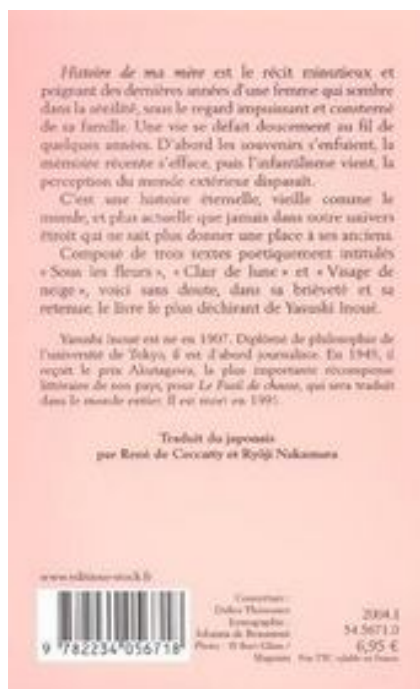 Histoire de ma mère est le récit minutieux et
poignant des dernières années d'une femme qui sombre
dans la sénilité, sous le regard impuissant et consterné
de sa famille. Une vie se défait doucement au fil de
quelques années. D'abord les souvenirs s'enfuient, la
mémoire récente s'efface, puis l'infantilisme vient, la
perception du monde extérieur disparaît.
C'est une histoire éternelle, vieille comme le
monde, et plus actuelle que jamais dans notre univers
étroit qui ne sait plus donner une place à ses anciens.
Composé de trois textes poétiquement intitulés
« Sous les fleurs », « Clair de lune » et « Visage de
neige », voici sans doute, dans sa brièveté et sa
retenue, le livre le plus déchirant de Yasushi Inoué.
Yasushi Inoué est né en 1907. Diplômé de philosophie de
l'université de Tokyo, il est d'abord journaliste. En 1949, il
reçoit le prix Akutagawa, la plus importante récompense
littéraire de son pays, pour Le Fusil de chasse, qui sera traduit
dans le monde entier. Il est mort en 1991.
Traduit du japonais
par René de Ceccatty et Ryôji Nakamura
www.editions-stock.fr
Couverture :
Iconographie :
Photo :
2004.I
54.5671.0
6,95 €
9 782234 056718